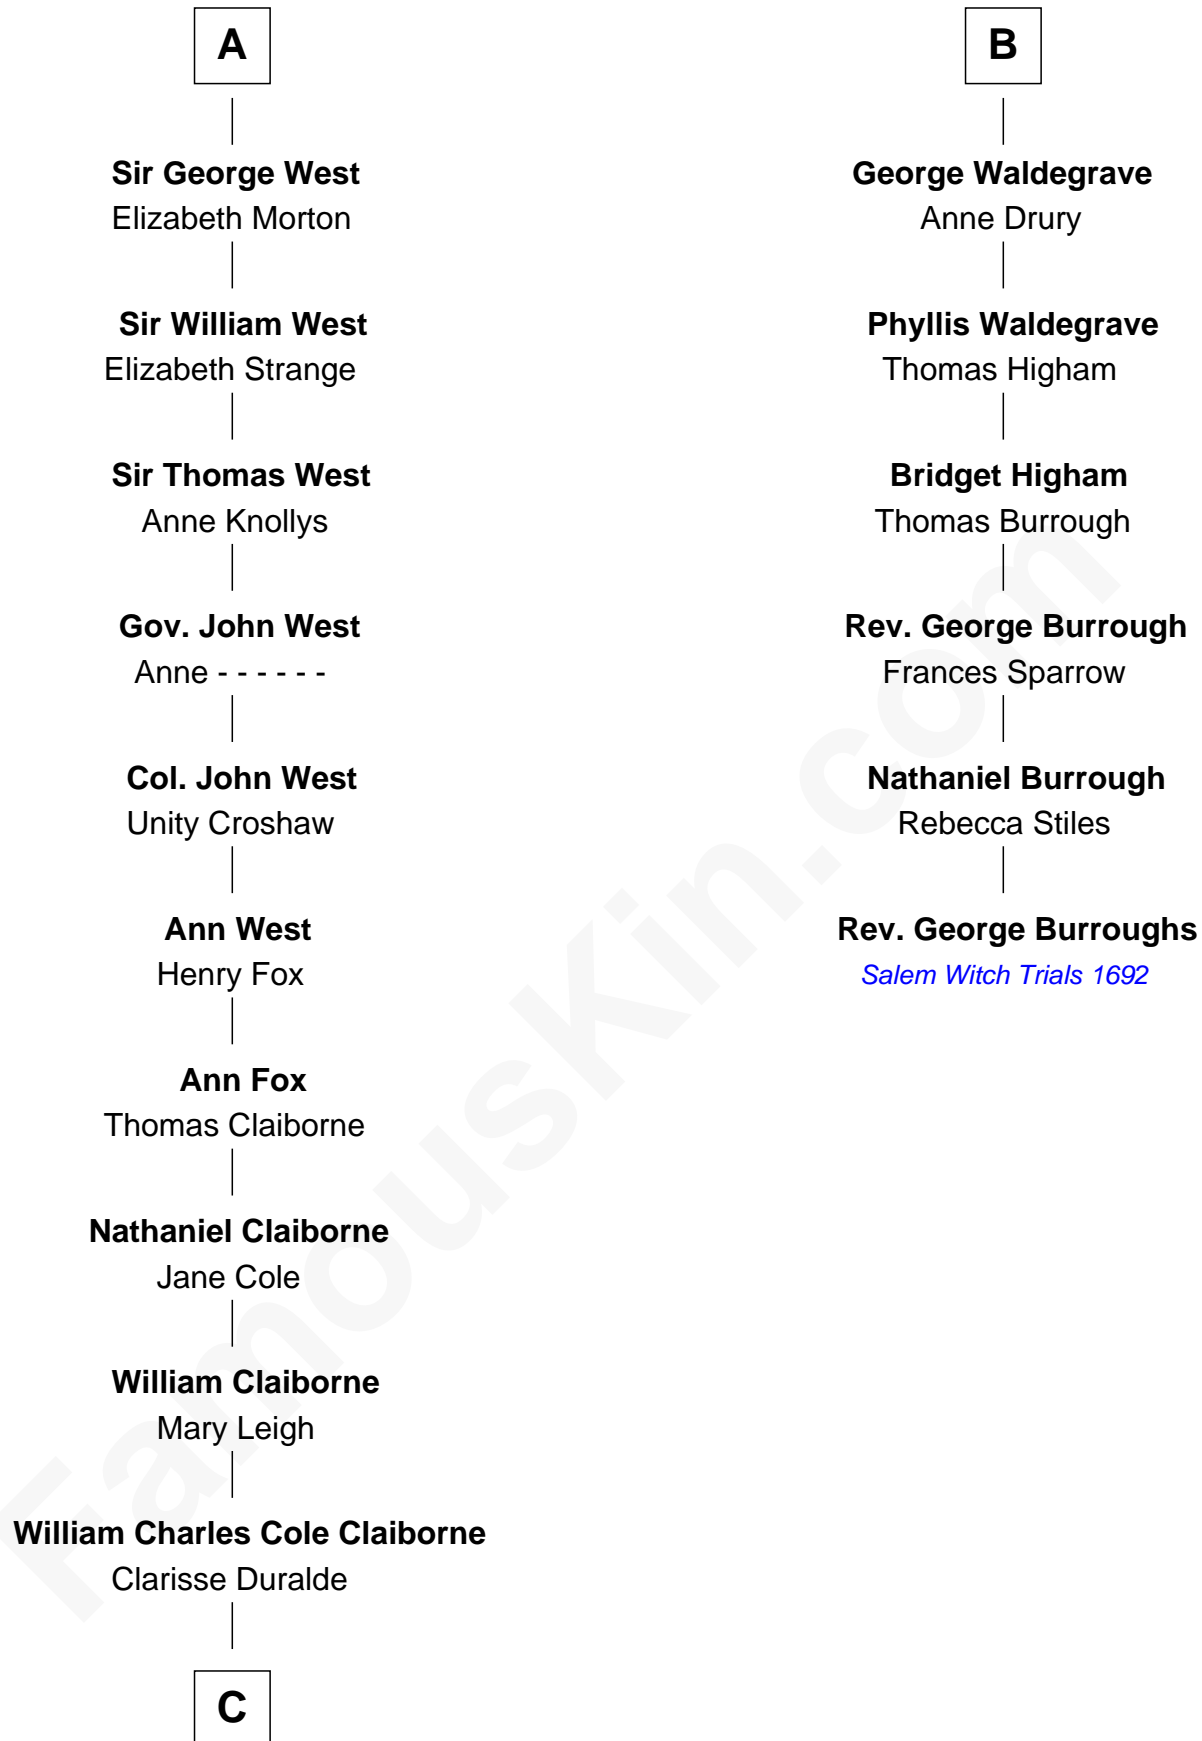 A
Sir George West
Elizabeth Morton
Sir William West
Elizabeth Strange
Sir Thomas West
Anne Knollys
Gov. John West
Anne - - - - - -
Col. John West
Unity Croshaw
Ann West
Henry Fox
Ann Fox
Thomas Claiborne
Nathaniel Claiborne
Jane Cole
William Claiborne
Mary Leigh
William Charles Cole Claiborne
Clarisse Duralde
C
B
George Waldegrave
Anne Drury
Phyllis Waldegrave
Thomas Higham
Bridget Higham
Thomas Burrough
Rev. George Burrough
Frances Sparrow
Nathaniel Burrough
Rebecca Stiles
Rev. George Burroughs
Salem Witch Trials 1692
FamousKin.com